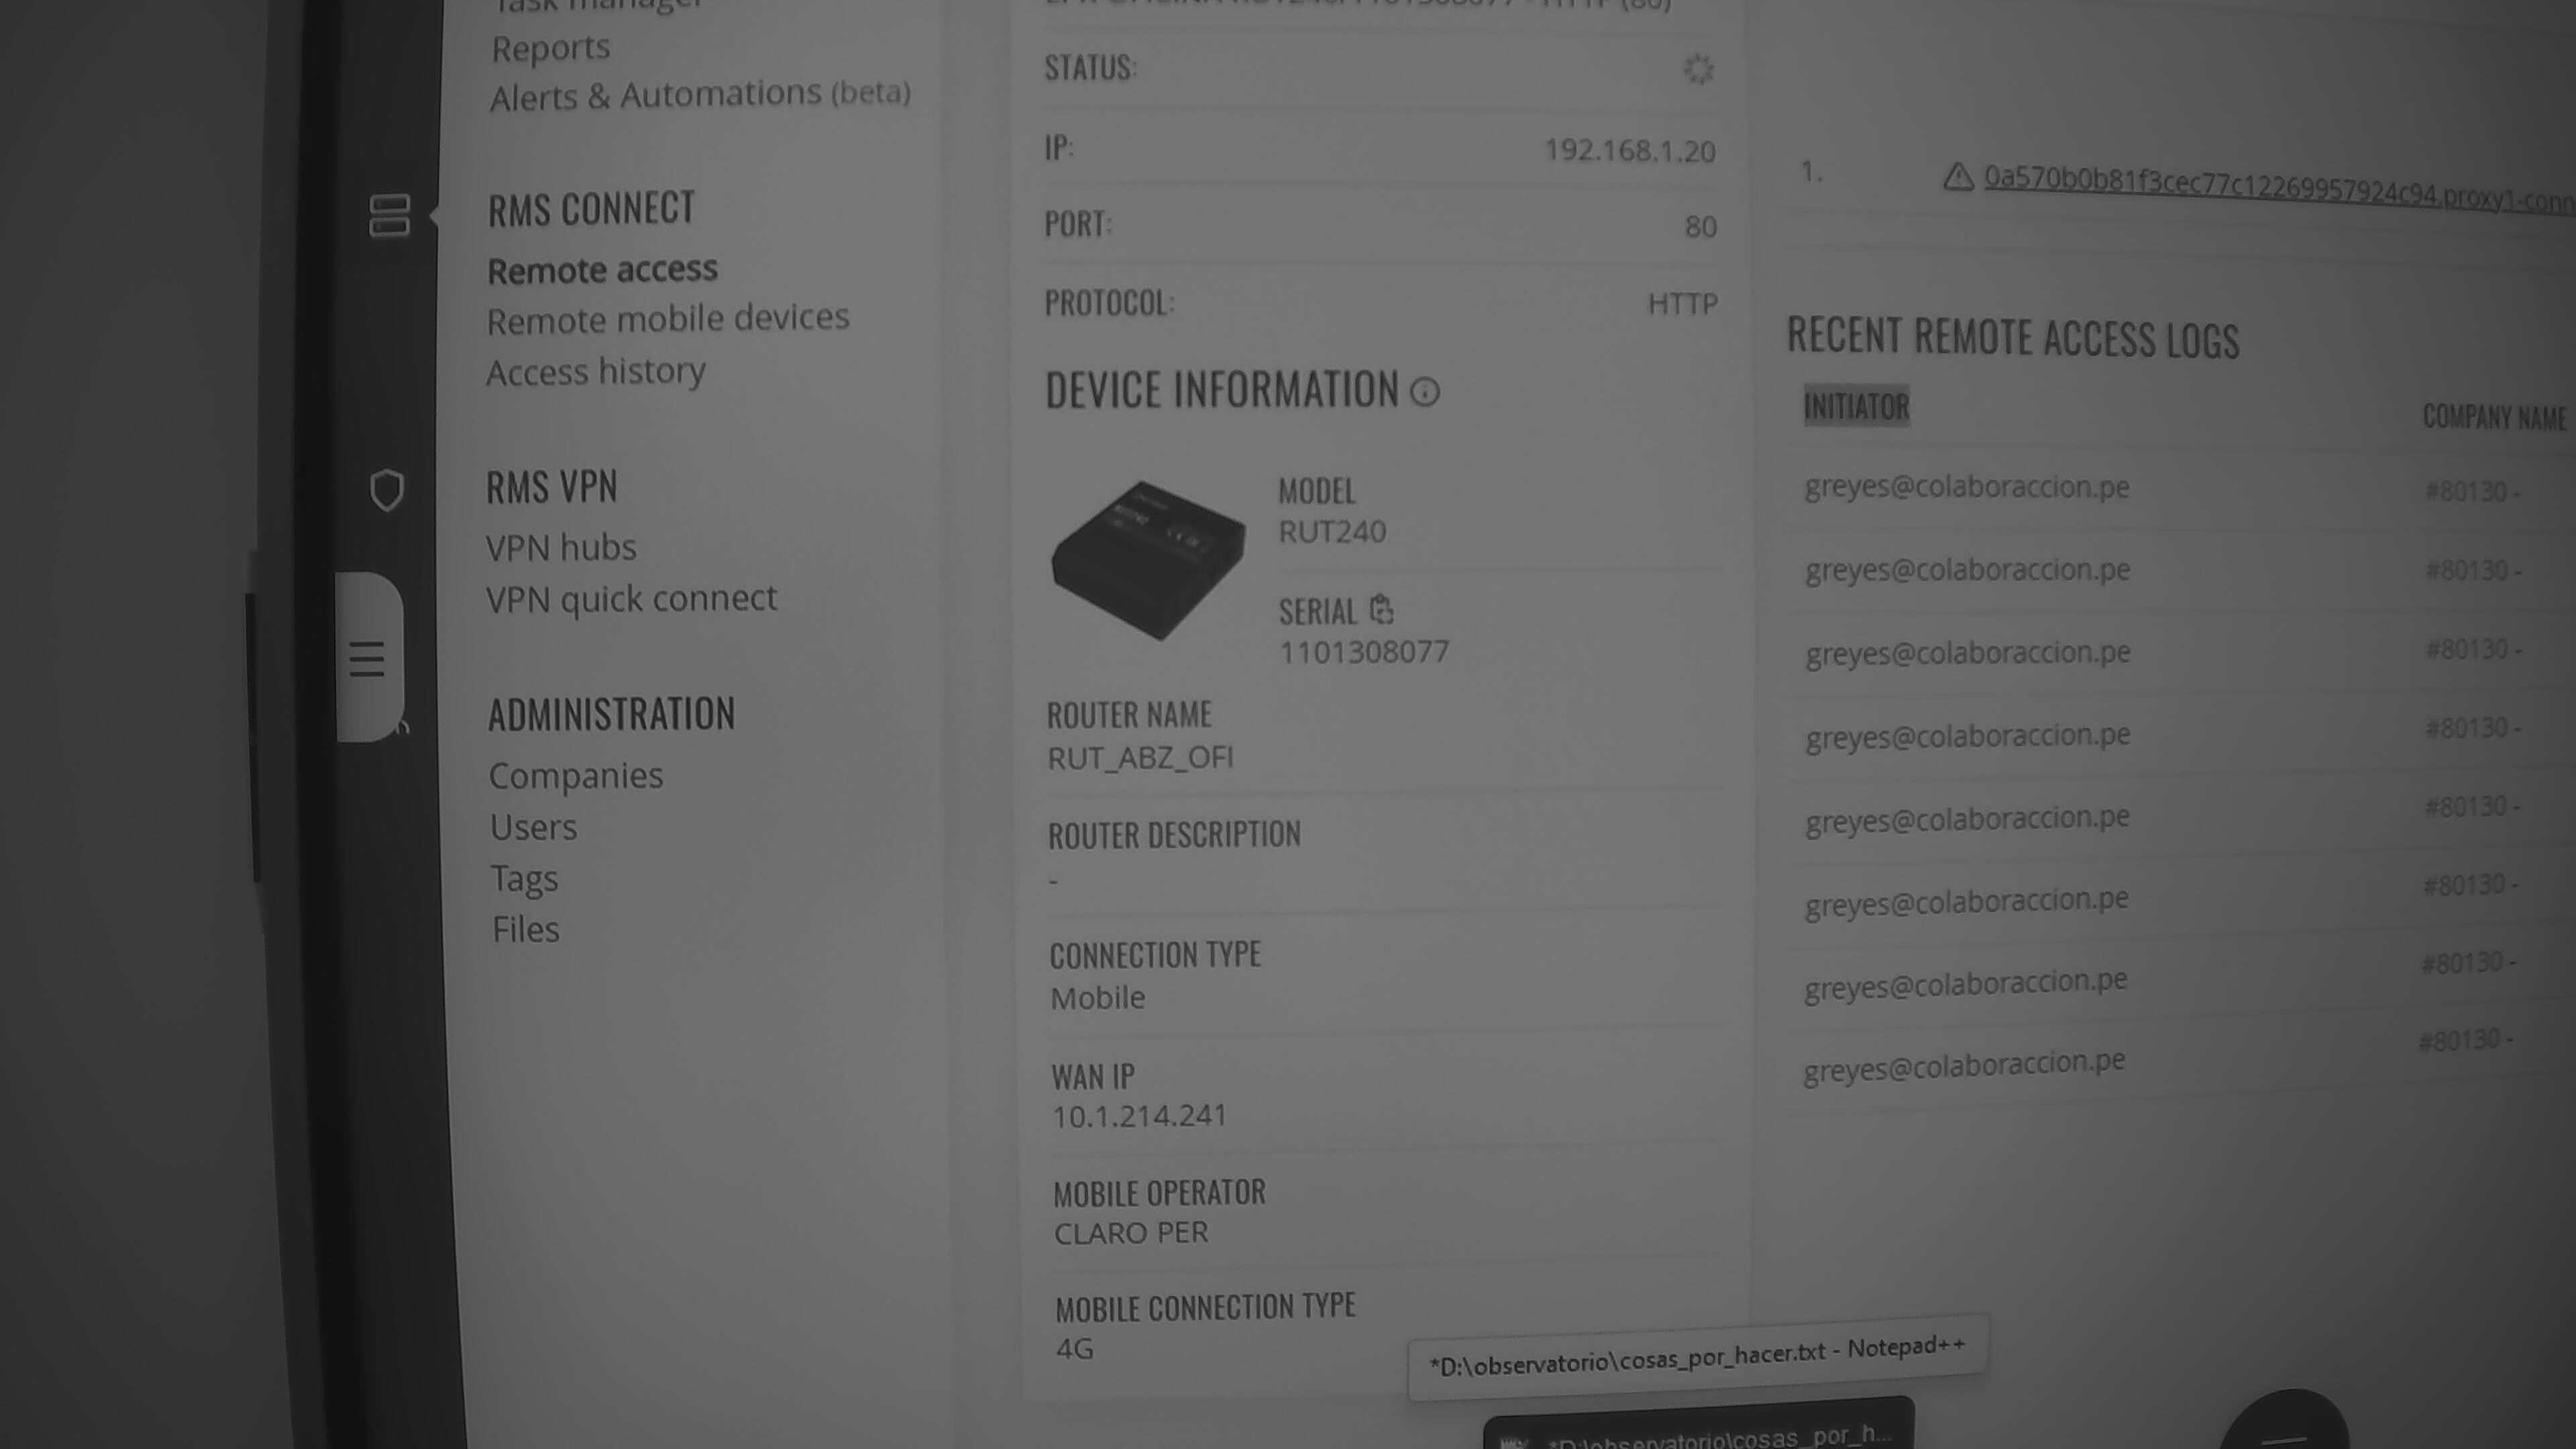 Task manager
Reports
Alerts & Automations (beta)
RMS CONNECT
Remote access
Remote mobile devices
Access history
RMS VPN
VPN hubs
VPN quick connect
ADMINISTRATION
Companies
Users
Tags
Files
STATUS:
IP: 192.168.1.20
PORT: 80
PROTOCOL: HTTP
DEVICE INFORMATION
MODEL
RUT240
SERIAL
1101308077
ROUTER NAME
RUT_ABZ_OFI
ROUTER DESCRIPTION
-
CONNECTION TYPE
Mobile
WAN IP
10.1.214.241
MOBILE OPERATOR
CLARO PER
MOBILE CONNECTION TYPE
4G
1. 0a570b0b81f3cec77c12269957924c94.proxy1-conn
RECENT REMOTE ACCESS LOGS
INITIATOR COMPANY NAME
greyes@colaboraccion.pe #80130 -
greyes@colaboraccion.pe #80130 -
greyes@colaboraccion.pe #80130 -
greyes@colaboraccion.pe #80130 -
greyes@colaboraccion.pe #80130 -
greyes@colaboraccion.pe #80130 -
greyes@colaboraccion.pe #80130 -
greyes@colaboraccion.pe #80130 -
*D:\observatorio\cosas_por_hacer.txt - Notepad++
*D:\observatorio\cosas_por_h...